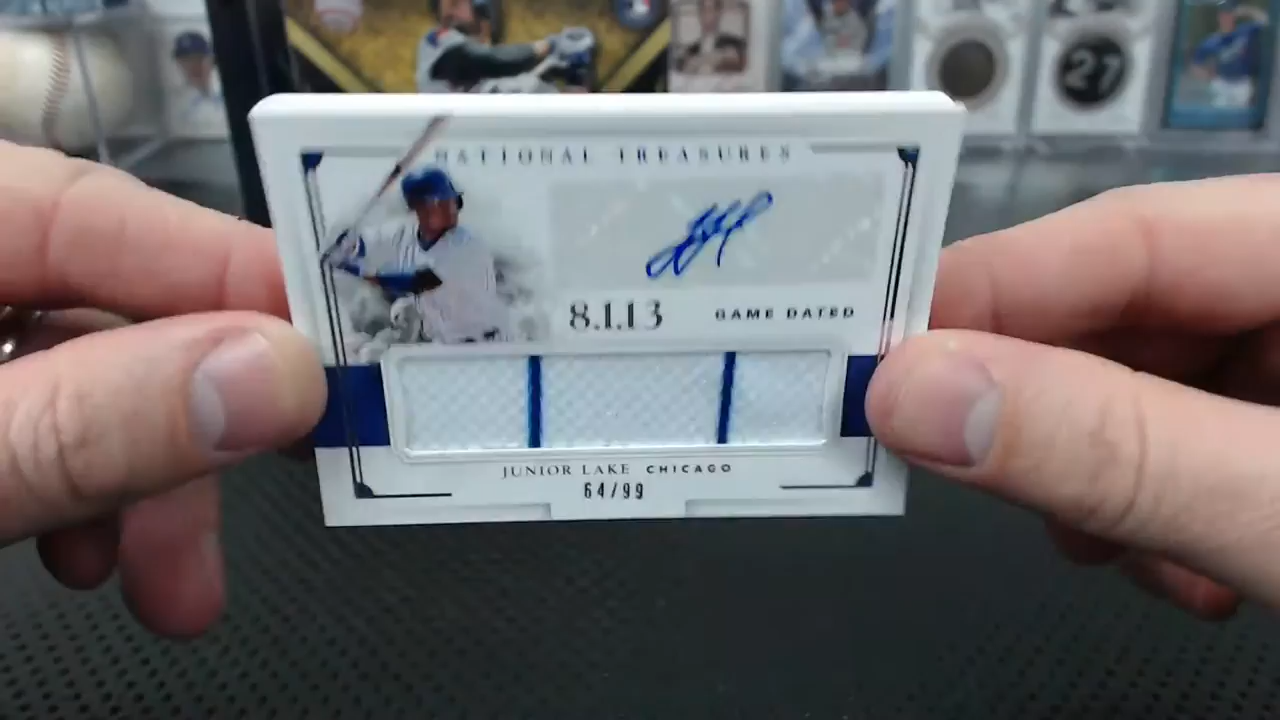 27
NATIONAL TREASURES
8.1.13 GAME DATED
JUNIOR LAKE CHICAGO
64/99